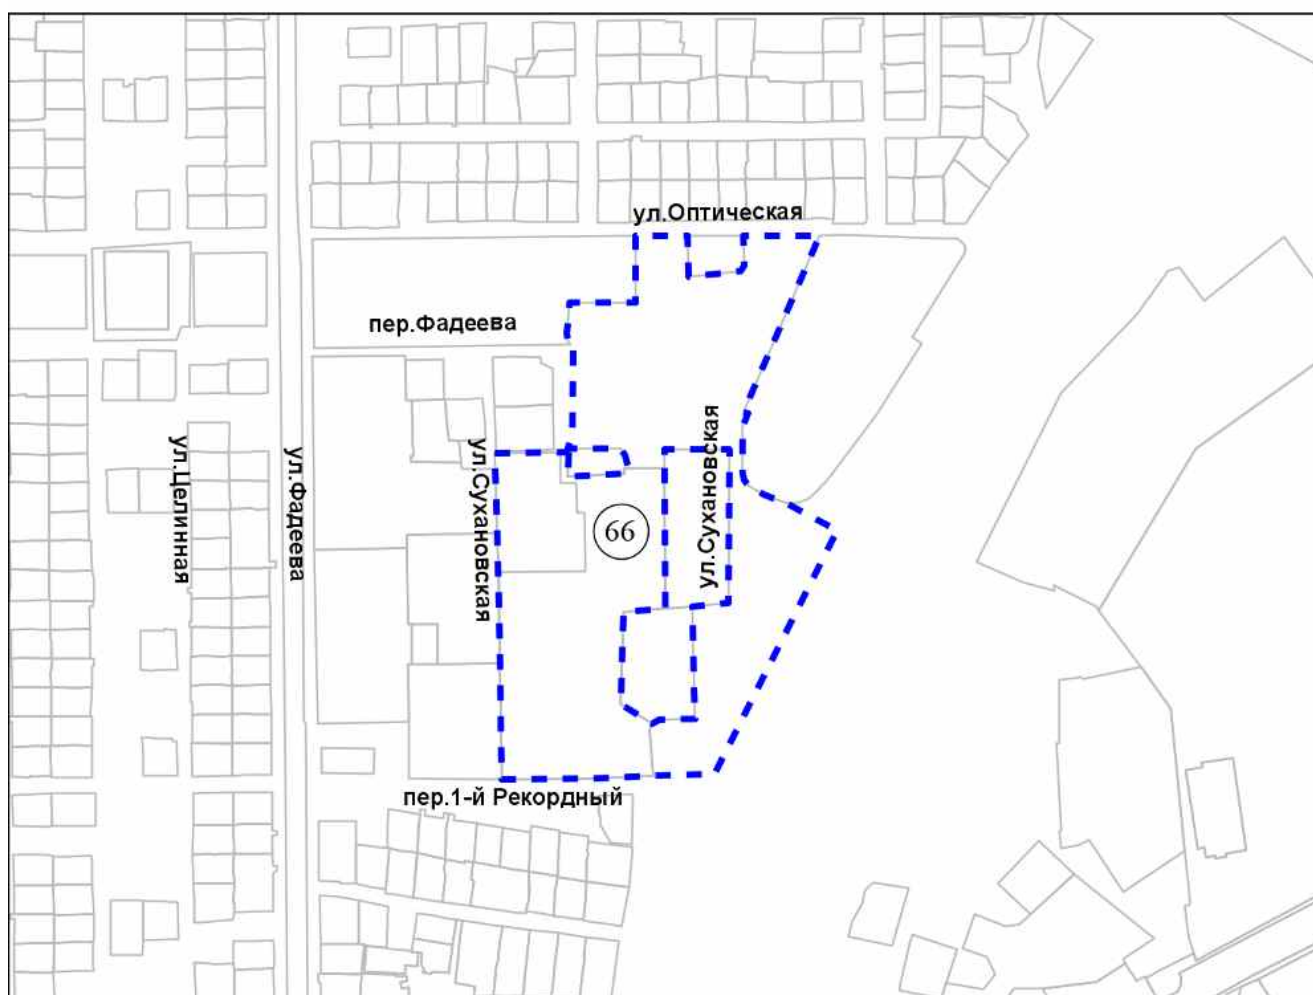 ул.Оптическая
пер.Фадеева
ул.Целинная
ул.Фадеева
ул.Сухановская
66
ул.Сухановская
пер.1-й Рекордный